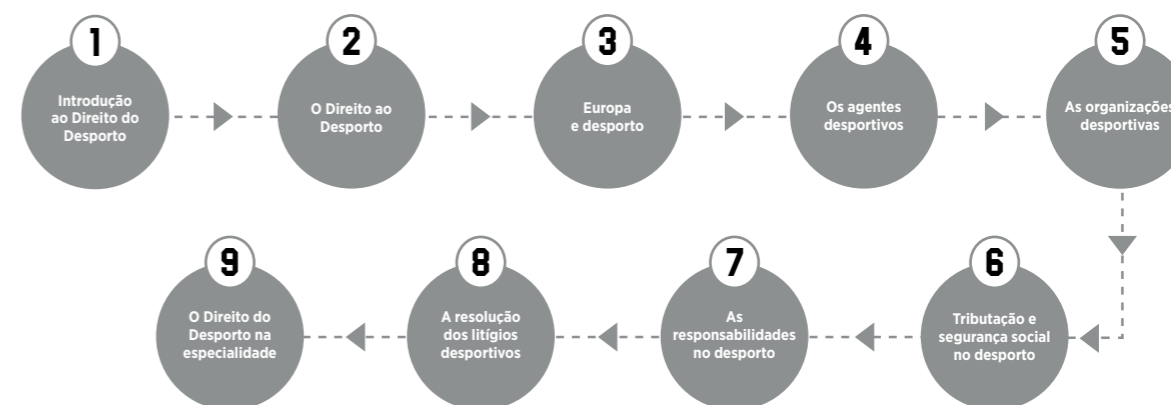 1
Introdução
ao Direito do
Desporto
2
O Direito ao
Desporto
3
Europa
e desporto
4
Os agentes
desportivos
5
As organizações
desportivas
6
Tributação e
segurança social
no desporto
7
As
responsabilidades
no desporto
8
A resolução
dos litígios
desportivos
9
O Direito do
Desporto na
especialidade